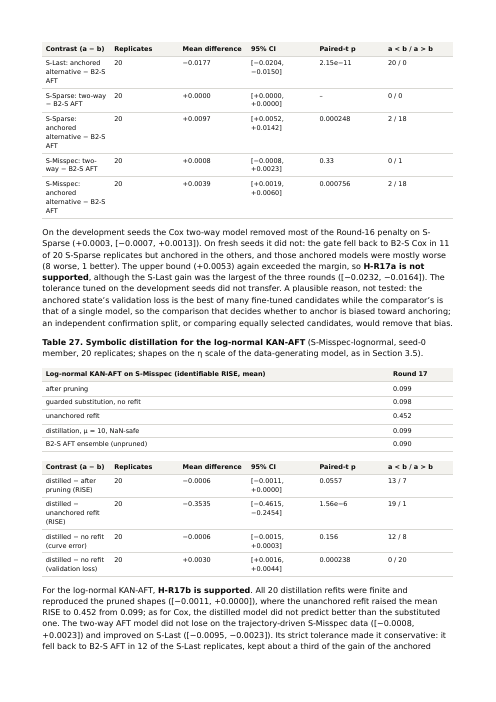 Contrast (a − b) Replicates Mean difference 95% CI Paired-t p a < b / a > b
S-Last: anchored 20 −0.0177 [−0.0204, 2.15e−11 20 / 0
alternative − B2-S −0.0150]
AFT
S-Sparse: two-way 20 +0.0000 [+0.0000, – 0 / 0
− B2-S AFT +0.0000]
S-Sparse: 20 +0.0097 [+0.0052, 0.000248 2 / 18
anchored +0.0142]
alternative − B2-S
AFT
S-Misspec: two- 20 +0.0008 [−0.0008, 0.33 0 / 1
way − B2-S AFT +0.0023]
S-Misspec: 20 +0.0039 [+0.0019, 0.000756 2 / 18
anchored +0.0060]
alternative − B2-S
AFT
On the development seeds the Cox two-way model removed most of the Round-16 penalty on S-
Sparse (+0.0003, [−0.0007, +0.0013]). On fresh seeds it did not: the gate fell back to B2-S Cox in 11
of 20 S-Sparse replicates but anchored in the others, and those anchored models were mostly worse
(8 worse, 1 better). The upper bound (+0.0053) again exceeded the margin, so H-R17a is not
supported, although the S-Last gain was the largest of the three rounds ([−0.0232, −0.0164]). The
tolerance tuned on the development seeds did not transfer. A plausible reason, not tested: the
anchored state’s validation loss is the best of many fine-tuned candidates while the comparator’s is
that of a single model, so the comparison that decides whether to anchor is biased toward anchoring;
an independent confirmation split, or comparing equally selected candidates, would remove that bias.
Table 27. Symbolic distillation for the log-normal KAN-AFT (S-Misspec-lognormal, seed-0
member, 20 replicates; shapes on the η scale of the data-generating model, as in Section 3.5).
Log-normal KAN-AFT on S-Misspec (identifiable RISE, mean) Round 17
after pruning 0.099
guarded substitution, no refit 0.098
unanchored refit 0.452
distillation, μ = 10, NaN-safe 0.099
B2-S AFT ensemble (unpruned) 0.090
Contrast (a − b) Replicates Mean difference 95% CI Paired-t p a < b / a > b
distilled − after 20 −0.0006 [−0.0011, 0.0557 13 / 7
pruning (RISE) +0.0000]
distilled − 20 −0.3535 [−0.4615, 1.56e−6 19 / 1
unanchored refit −0.2454]
(RISE)
distilled − no refit 20 −0.0006 [−0.0015, 0.156 12 / 8
(curve error) +0.0003]
distilled − no refit 20 +0.0030 [+0.0016, 0.000238 0 / 20
(validation loss) +0.0044]
For the log-normal KAN-AFT, H-R17b is supported. All 20 distillation refits were finite and
reproduced the pruned shapes ([−0.0011, +0.0000]), where the unanchored refit raised the mean
RISE to 0.452 from 0.099; as for Cox, the distilled model did not predict better than the substituted
one. The two-way AFT model did not lose on the trajectory-driven S-Misspec data ([−0.0008,
+0.0023]) and improved on S-Last ([−0.0095, −0.0023]). Its strict tolerance made it conservative: it
fell back to B2-S AFT in 12 of the S-Last replicates, kept about a third of the gain of the anchored